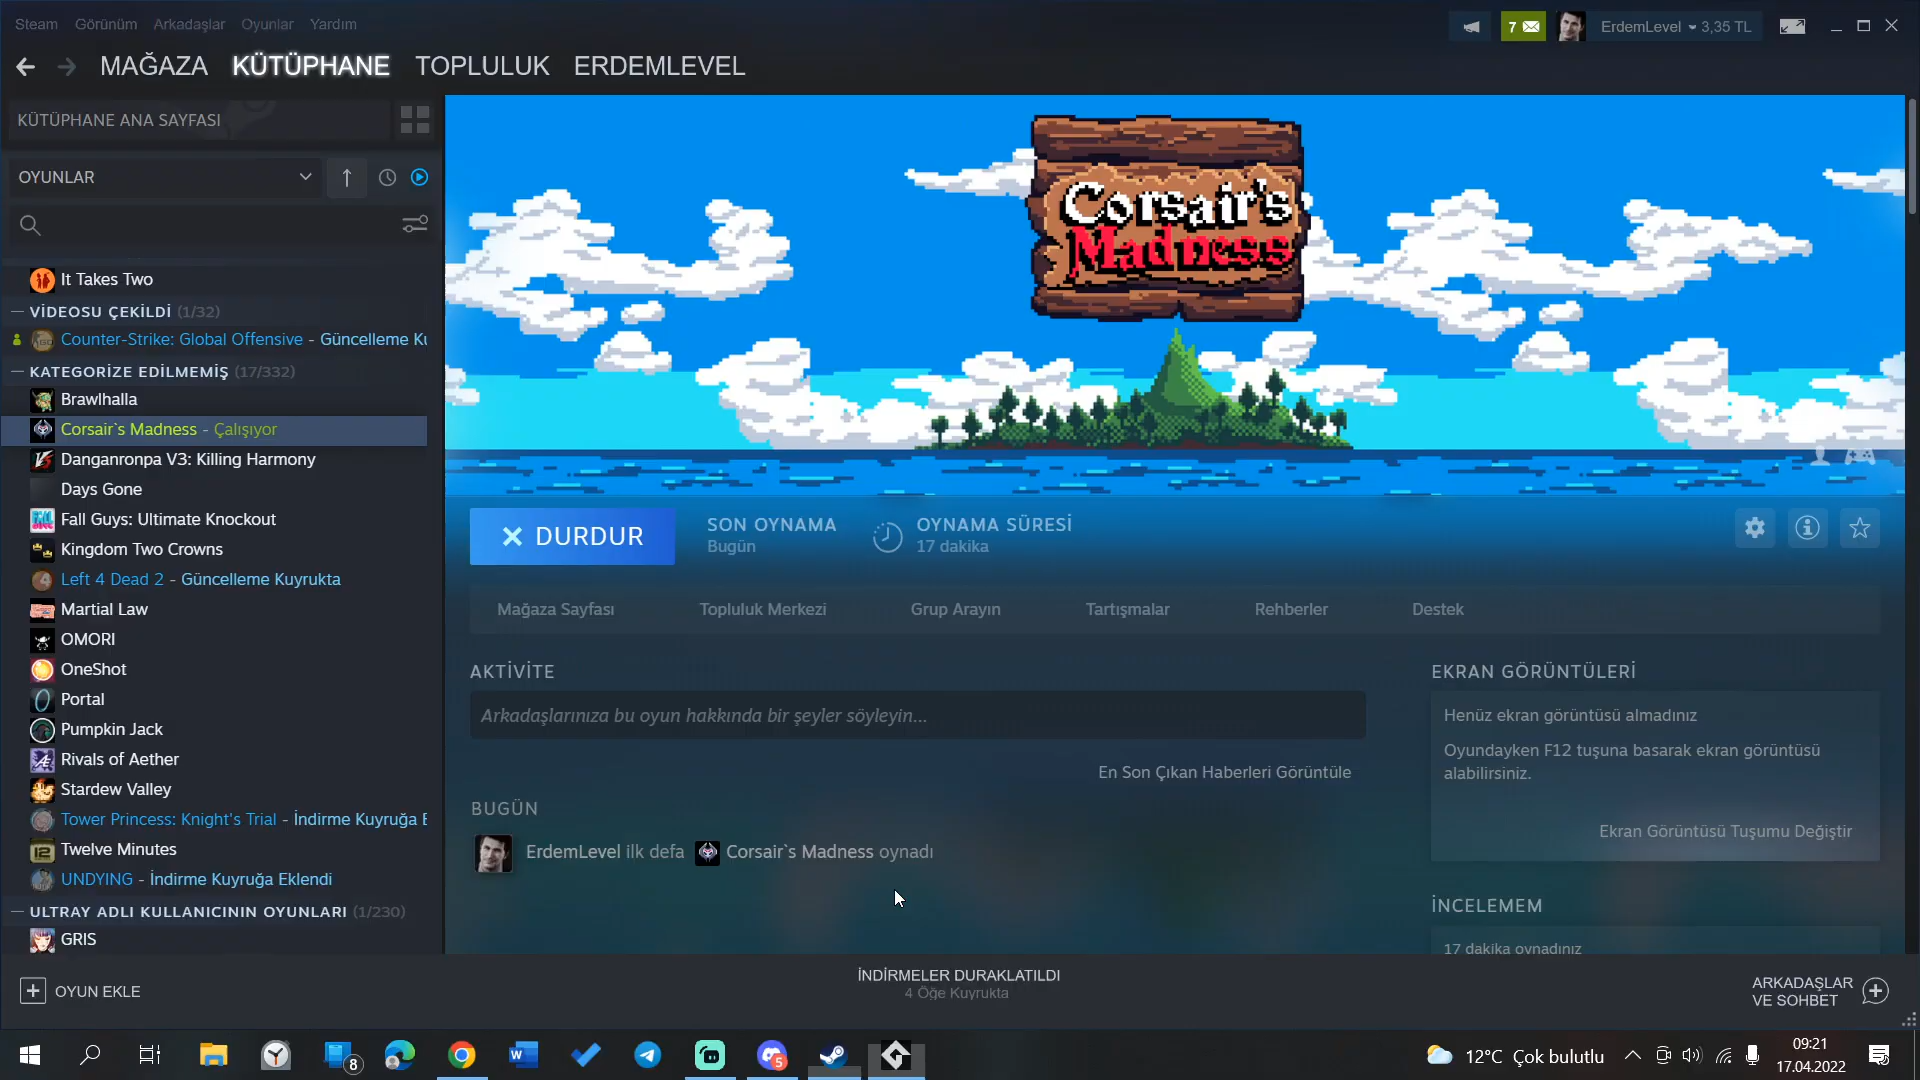 Steam Görünüm Arkadaşlar Oyunlar Yardım
7 ErdemLevel 3,35 TL
MAĞAZA KÜTÜPHANE TOPLULUK ERDEMLEVEL
KÜTÜPHANE ANA SAYFASI
OYUNLAR
It Takes Two
VİDEOSU ÇEKİLDİ (1/32)
Counter-Strike: Global Offensive - Güncelleme Ku
KATEGORİZE EDİLMEMİŞ (17/332)
Brawlhalla
Corsair`s Madness - Çalışıyor
Danganronpa V3: Killing Harmony
Days Gone
Fall Guys: Ultimate Knockout
Kingdom Two Crowns
Left 4 Dead 2 - Güncelleme Kuyrukta
Martial Law
OMORI
OneShot
Portal
Pumpkin Jack
Rivals of Aether
Stardew Valley
Tower Princess: Knight's Trial - İndirme Kuyruğa E
Twelve Minutes
UNDYING - İndirme Kuyruğa Eklendi
ULTRAY ADLI KULLANICININ OYUNLARI (1/230)
GRIS
Corsair's
Madness
DURDUR
SON OYNAMA
Bugün
OYNAMA SÜRESİ
17 dakika
Mağaza Sayfası Topluluk Merkezi Grup Arayın Tartışmalar Rehberler Destek
AKTİVİTE
Arkadaşlarınıza bu oyun hakkında bir şeyler söyleyin...
En Son Çıkan Haberleri Görüntüle
BUGÜN
ErdemLevel ilk defa Corsair`s Madness oynadı
EKRAN GÖRÜNTÜLERİ
Henüz ekran görüntüsü almadınız
Oyundayken F12 tuşuna basarak ekran görüntüsü
alabilirsiniz.
Ekran Görüntüsü Tuşumu Değiştir
İNCELEMEM
17 dakika oynadınız
OYUN EKLE
İNDİRMELER DURAKLATILDI
4 Öğe Kuyrukta
ARKADAŞLAR
VE SOHBET
8
5
12°C Çok bulutlu
09:21
17.04.2022